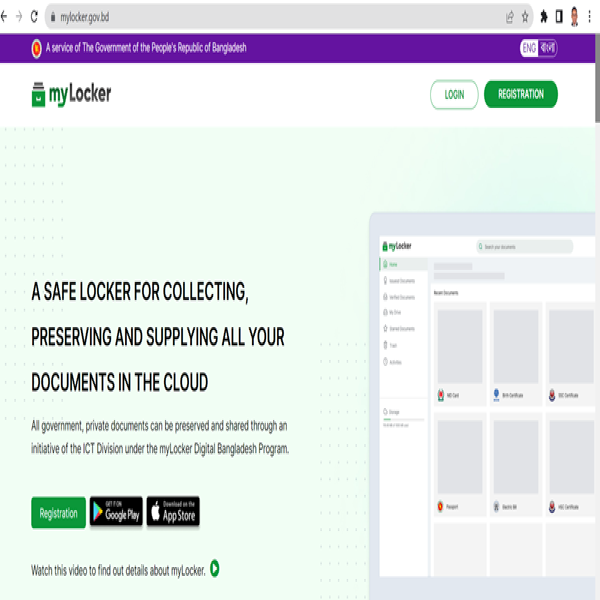 mylocker.gov.bd
A service of The Government of the People's Republic of Bangladesh
ENG বাংলা
myLocker
LOGIN
REGISTRATION
A SAFE LOCKER FOR COLLECTING,
PRESERVING AND SUPPLYING ALL YOUR
DOCUMENTS IN THE CLOUD
All government, private documents can be preserved and shared through an
initiative of the ICT Division under the myLocker Digital Bangladesh Program.
Registration
GET IT ON
Google Play
Download on the
App Store
Watch this video to find out details about myLocker.
myLocker
Search your documents
Home
Issued Documents
Verified Documents
My Drive
Starred Documents
Trash
Activities
Storage
Recent Documents
NID Card
Birth Certificate
SSC Certificate
Passport
Electric Bill
HSC Certificate